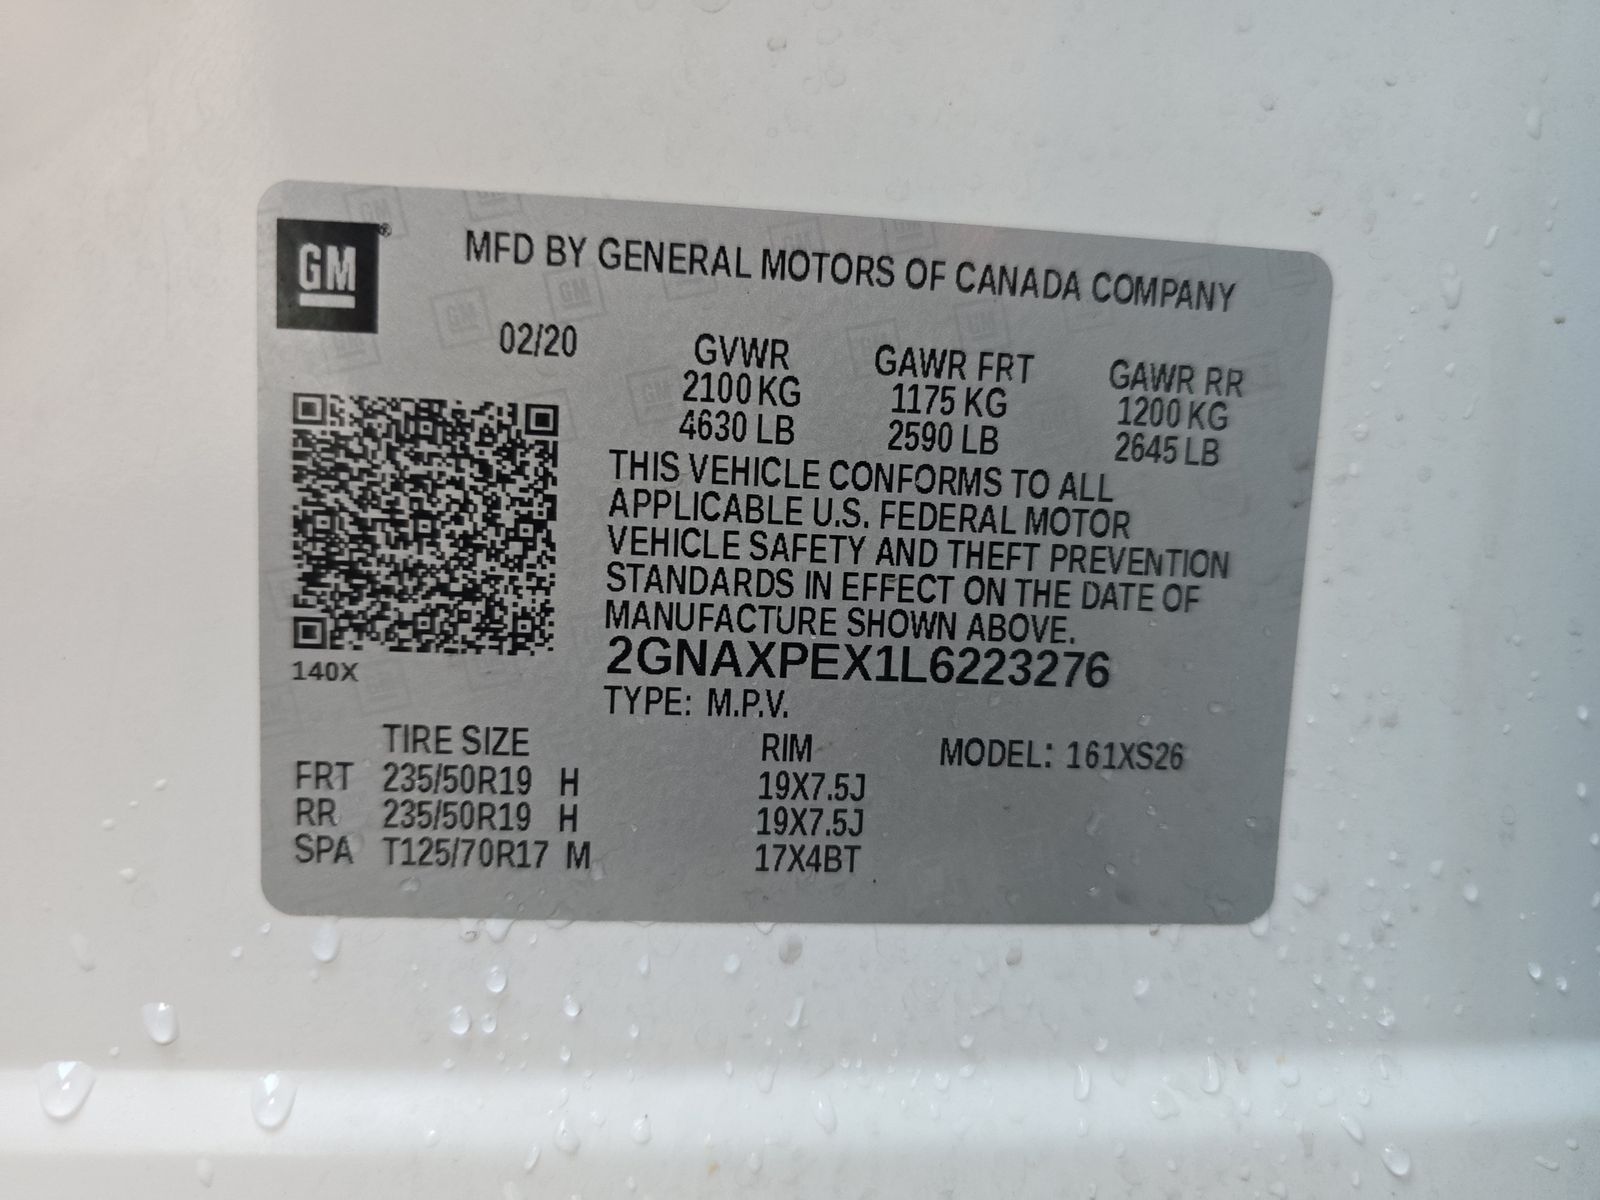 GM
MFD BY GENERAL MOTORS OF CANADA COMPANY
02/20
GVWR
2100 KG
4630 LB
GAWR FRT
1175 KG
2590 LB
GAWR RR
1200 KG
2645 LB
THIS VEHICLE CONFORMS TO ALL
APPLICABLE U.S. FEDERAL MOTOR
VEHICLE SAFETY AND THEFT PREVENTION
STANDARDS IN EFFECT ON THE DATE OF
MANUFACTURE SHOWN ABOVE.
2GNAXPEX1L6223276
140X
TYPE: M.P.V.
TIRE SIZE RIM MODEL: 161XS26
FRT 235/50R19 H 19X7.5J
RR 235/50R19 H 19X7.5J
SPA T125/70R17 M 17X4BT